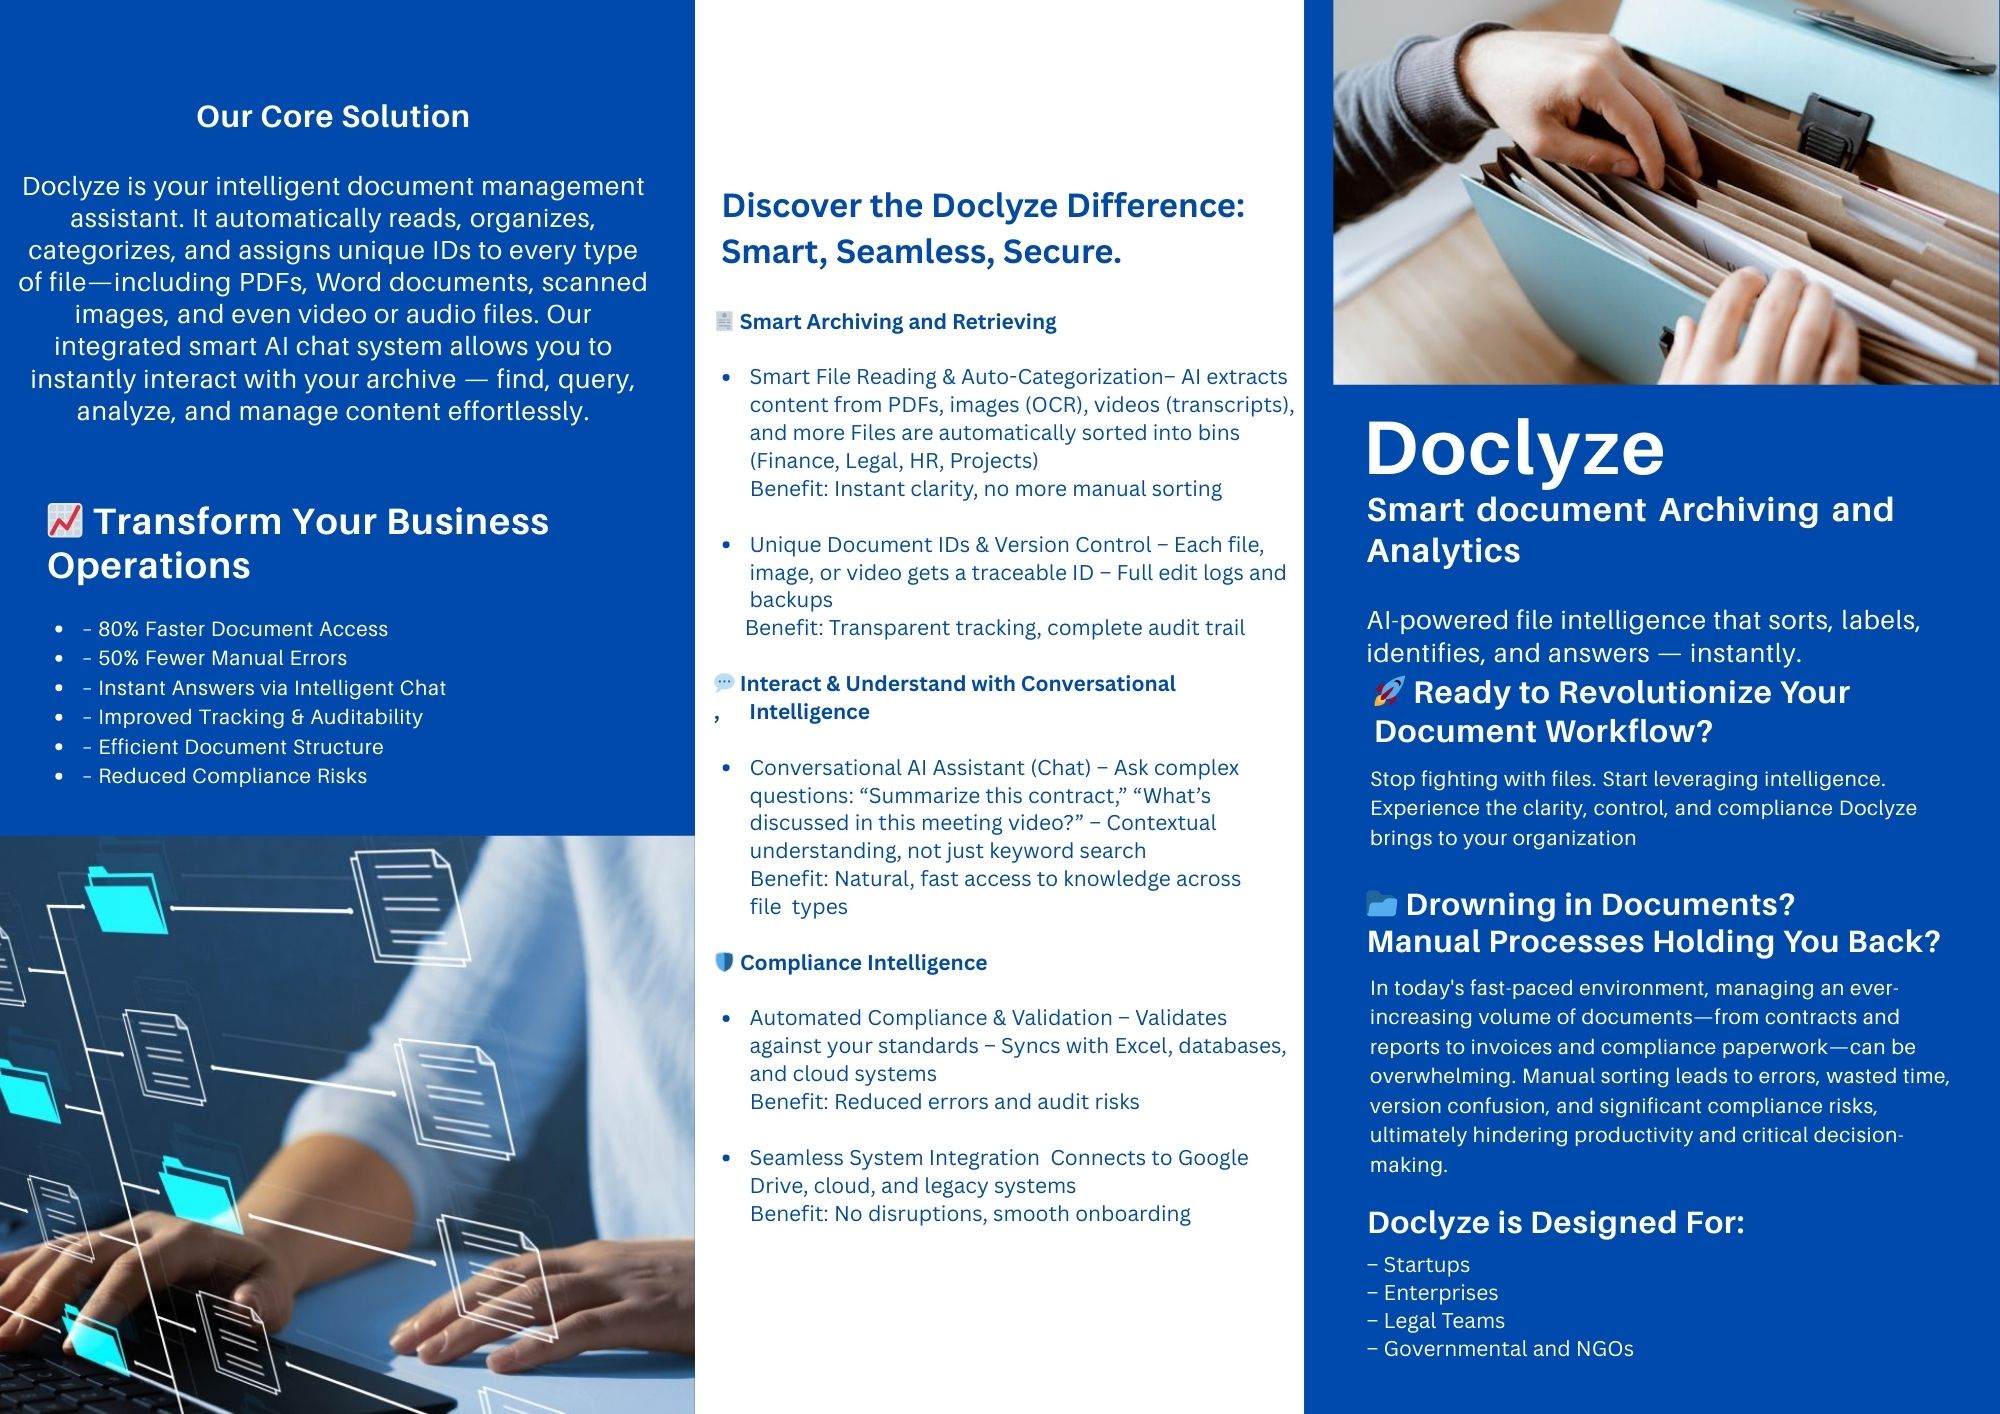 Our Core Solution
Doclyze is your intelligent document management
assistant. It automatically reads, organizes,
categorizes, and assigns unique IDs to every type
of file—including PDFs, Word documents, scanned
images, and even video or audio files. Our
integrated smart AI chat system allows you to
instantly interact with your archive — find, query,
analyze, and manage content effortlessly.
📈 Transform Your Business
Operations
• – 80% Faster Document Access
• – 50% Fewer Manual Errors
• – Instant Answers via Intelligent Chat
• – Improved Tracking & Auditability
• – Efficient Document Structure
• – Reduced Compliance Risks
Discover the Doclyze Difference:
Smart, Seamless, Secure.
Smart Archiving and Retrieving
• Smart File Reading & Auto-Categorization– AI extracts
content from PDFs, images (OCR), videos (transcripts),
and more Files are automatically sorted into bins
(Finance, Legal, HR, Projects)
Benefit: Instant clarity, no more manual sorting
• Unique Document IDs & Version Control – Each file,
image, or video gets a traceable ID – Full edit logs and
backups
Benefit: Transparent tracking, complete audit trail
💬 Interact & Understand with Conversational
, Intelligence
• Conversational AI Assistant (Chat) – Ask complex
questions: “Summarize this contract,” “What’s
discussed in this meeting video?” – Contextual
understanding, not just keyword search
Benefit: Natural, fast access to knowledge across
file types
🛡 Compliance Intelligence
• Automated Compliance & Validation – Validates
against your standards – Syncs with Excel, databases,
and cloud systems
Benefit: Reduced errors and audit risks
• Seamless System Integration Connects to Google
Drive, cloud, and legacy systems
Benefit: No disruptions, smooth onboarding
Doclyze
Smart document Archiving and
Analytics
AI-powered file intelligence that sorts, labels,
identifies, and answers — instantly.
🚀 Ready to Revolutionize Your
Document Workflow?
Stop fighting with files. Start leveraging intelligence.
Experience the clarity, control, and compliance Doclyze
brings to your organization
📂 Drowning in Documents?
Manual Processes Holding You Back?
In today's fast-paced environment, managing an ever-
increasing volume of documents—from contracts and
reports to invoices and compliance paperwork—can be
overwhelming. Manual sorting leads to errors, wasted time,
version confusion, and significant compliance risks,
ultimately hindering productivity and critical decision-
making.
Doclyze is Designed For:
– Startups
– Enterprises
– Legal Teams
– Governmental and NGOs